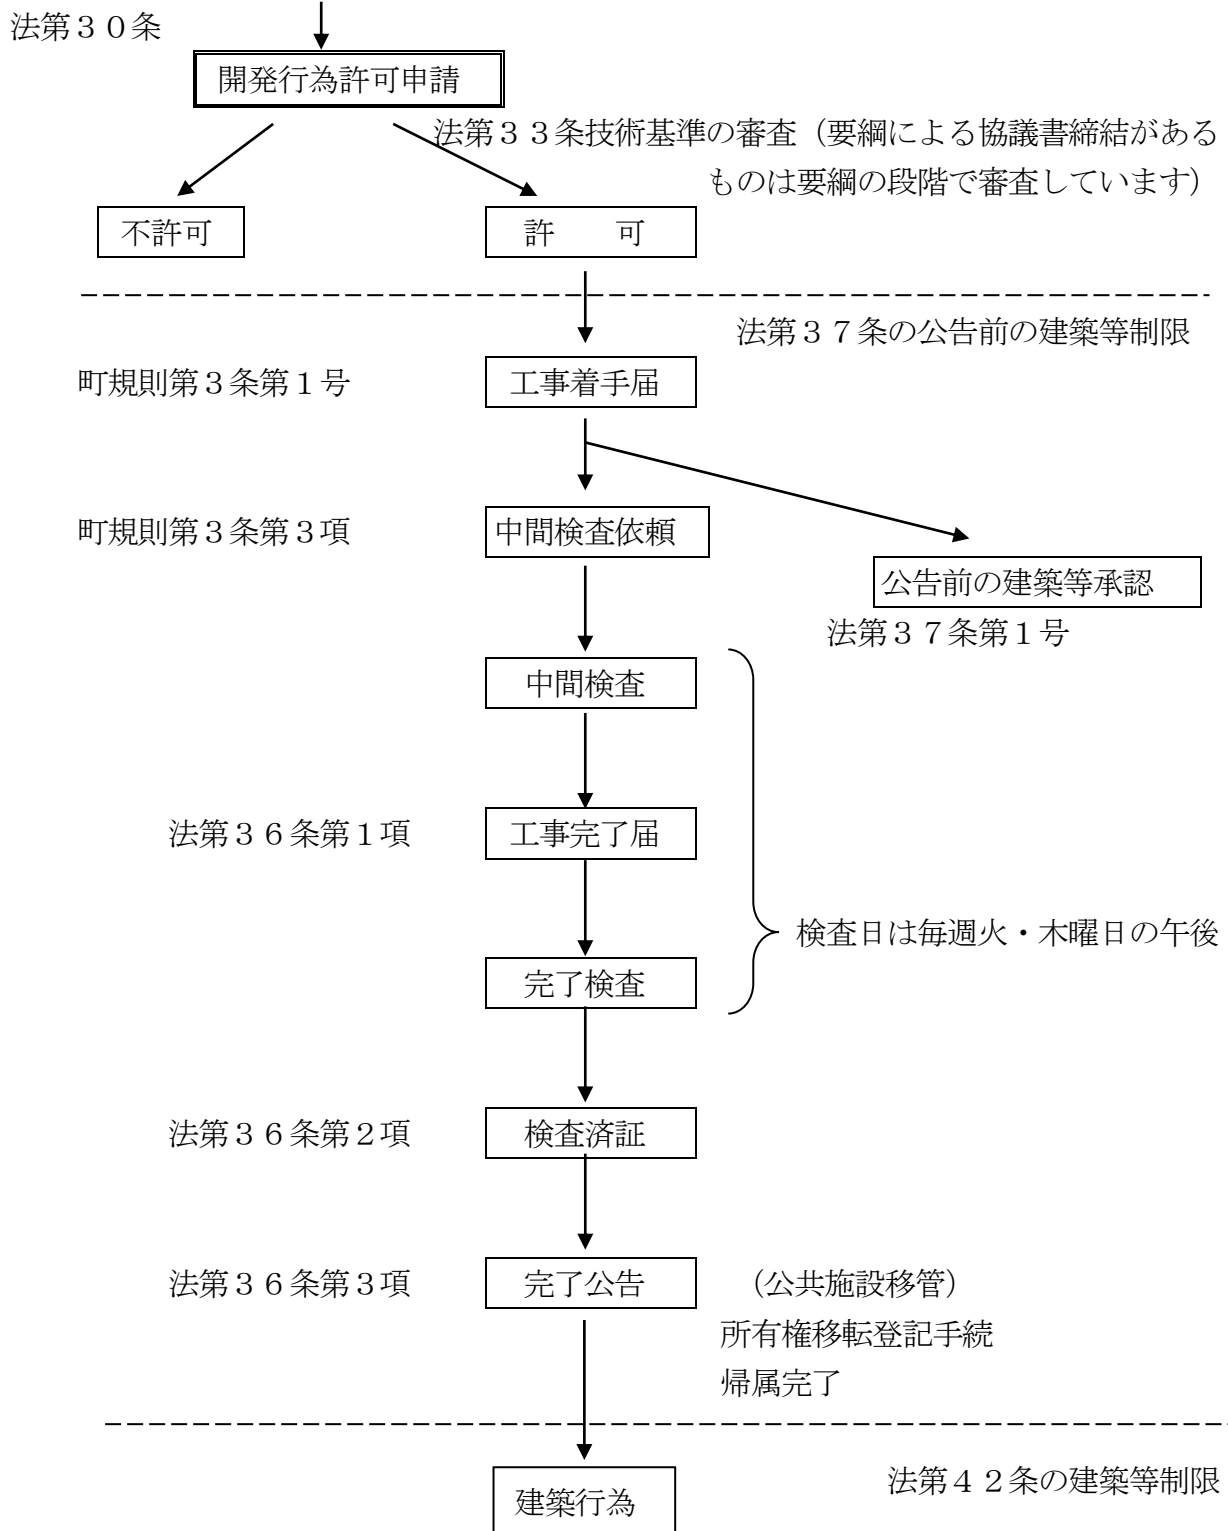 法第３０条
開発行為許可申請
法第３３条技術基準の審査（要綱による協議書締結がある
ものは要綱の段階で審査しています）
不許可
許　　可
法第３７条の公告前の建築等制限
町規則第３条第１号
工事着手届
町規則第３条第３項
中間検査依頼
公告前の建築等承認
法第３７条第１号
中間検査
法第３６条第１項
工事完了届
検査日は毎週火・木曜日の午後
完了検査
法第３６条第２項
検査済証
法第３６条第３項
完了公告
（公共施設移管）
所有権移転登記手続
帰属完了
法第４２条の建築等制限
建築行為